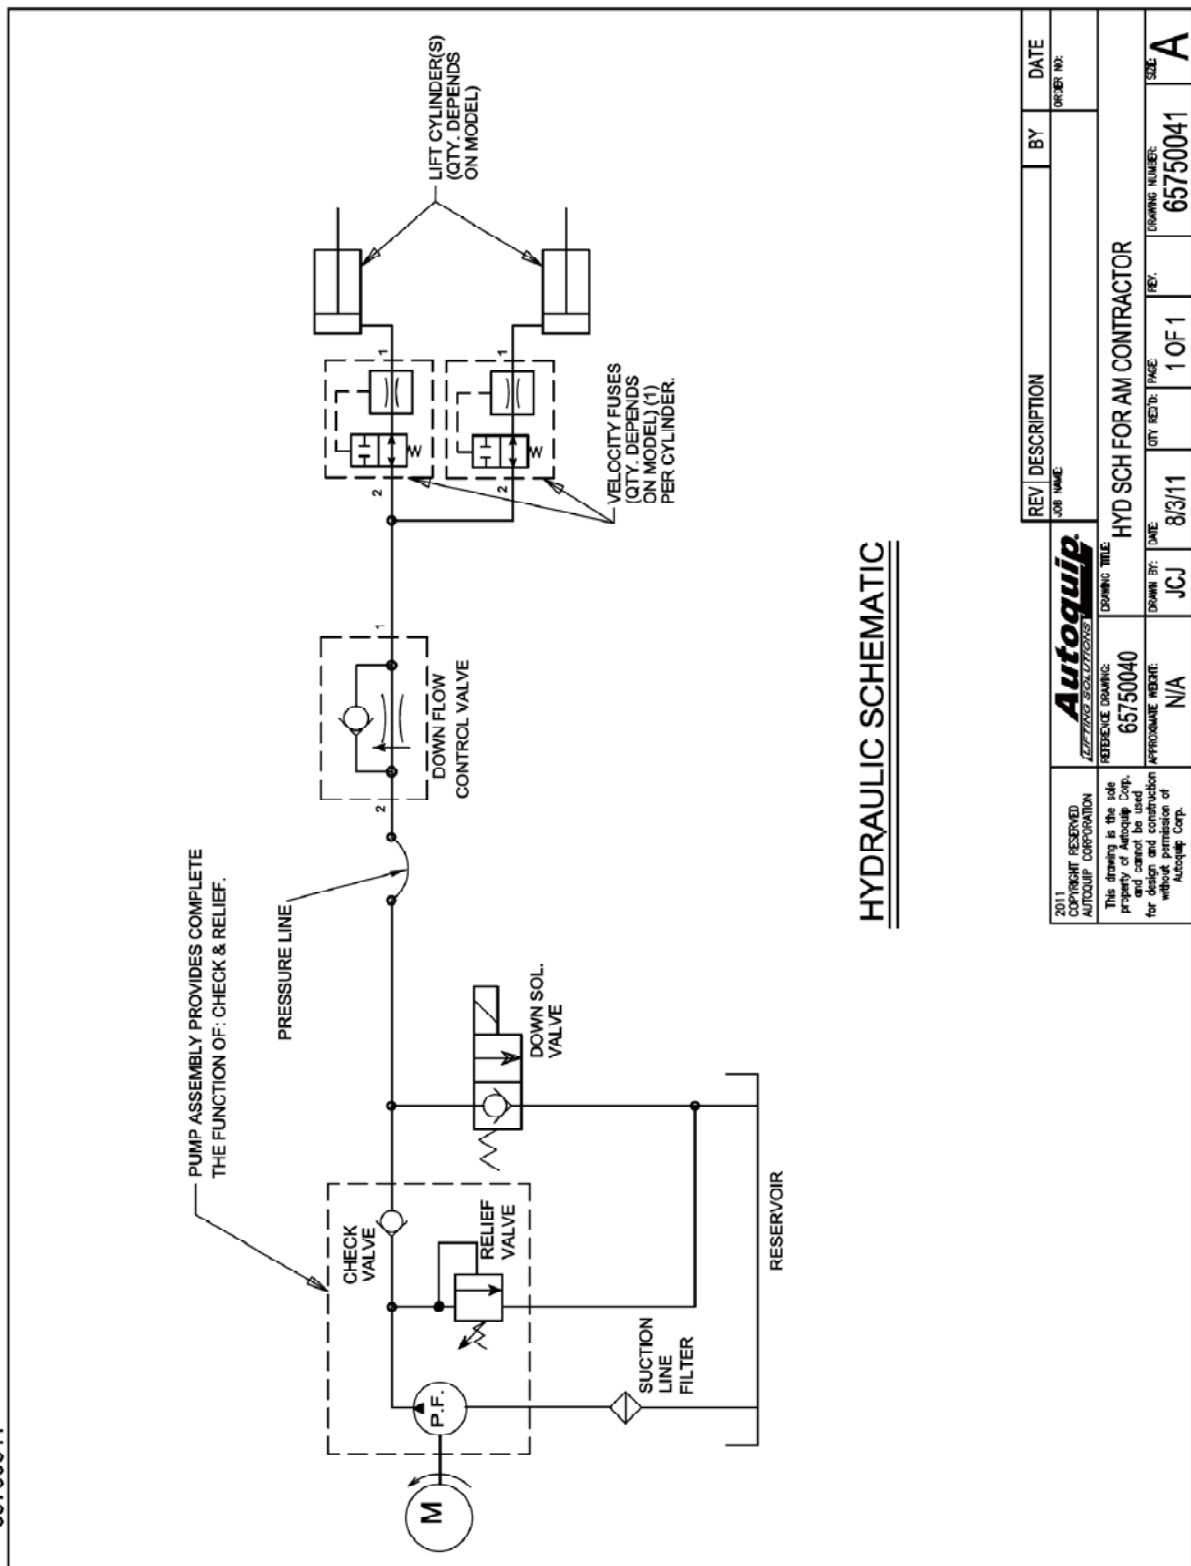 PUMP ASSEMBLY PROVIDES COMPLETE
THE FUNCTION OF: CHECK & RELIEF.
PRESSURE LINE
LIFT CYLINDER(S)
(QTY. DEPENDS
ON MODEL)
1
2
1
2
VELOCITY FUSES
(QTY. DEPENDS
ON MODEL) (1)
PER CYLINDER.
1
2
DOWN FLOW
CONTROL VALVE
CHECK
VALVE
RELIEF
VALVE
DOWN SOL.
VALVE
M
P.F.
SUCTION
LINE
FILTER
RESERVOIR
HYDRAULIC SCHEMATIC
REV DESCRIPTION BY DATE
2011
COPYRIGHT RESERVED
AUTOQUIP CORPORATION
This drawing is the sole
property of Autoquip Corp.
and cannot be used
for design and construction
without permission of
Autoquip Corp.
Autoquip
LIFTING SOLUTIONS
JOB NAME:
ORDER NO:
REFERENCE DRAWING:
65750040
DRAWING TITLE:
HYD SCH FOR AM CONTRACTOR
APPROXIMATE WEIGHT:
N/A
DRAWN BY:
JCJ
DATE:
8/3/11
QTY REQ'D:
PAGE:
1 OF 1
REV.
DRAWING NUMBER:
65750041
SIZE:
A